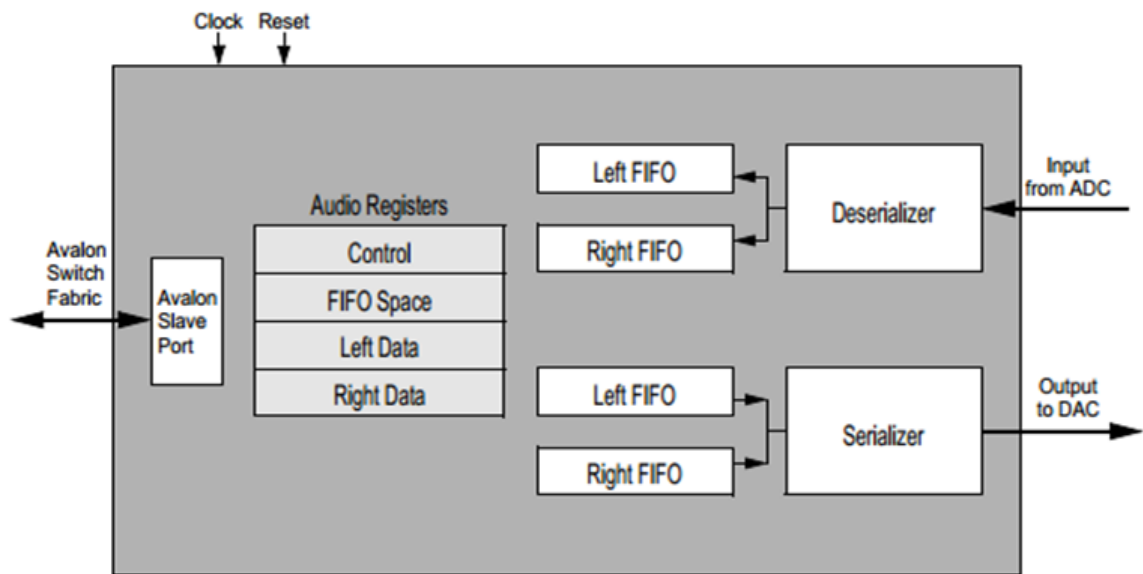 Clock Reset
Avalon
Switch
Fabric
Avalon
Slave
Port
Audio Registers
Control
FIFO Space
Left Data
Right Data
Left FIFO
Right FIFO
Deserializer
Input
from ADC
Left FIFO
Right FIFO
Serializer
Output
to DAC